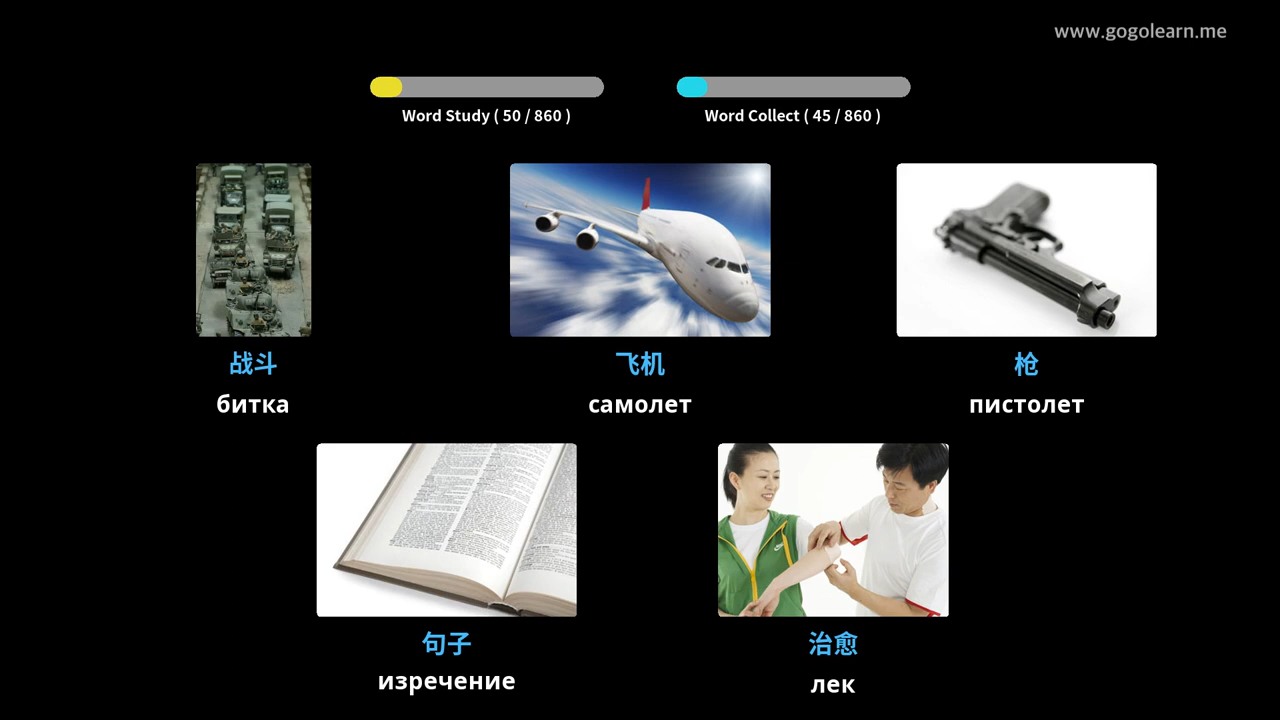 www.gogolearn.me
Word Study ( 50 / 860 )
Word Collect ( 45 / 860 )
战斗
битка
飞机
самолет
枪
пистолет
句子
изречение
治愈
лек